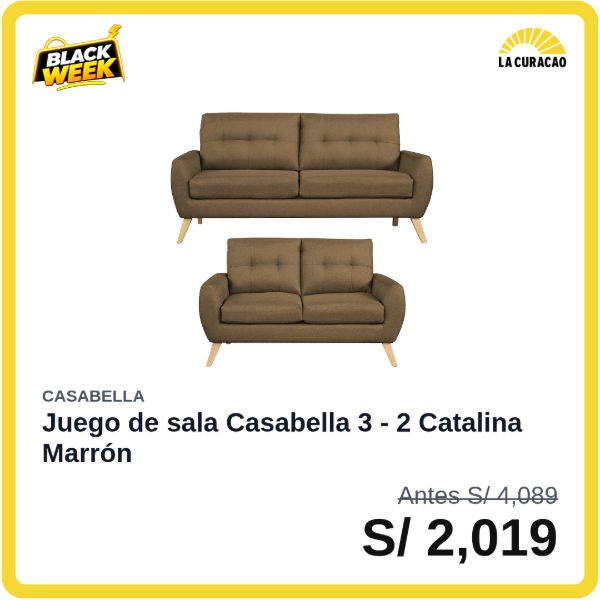 BLACK
WEEK
LA CURACAO
CASABELLA
Juego de sala Casabella 3 - 2 Catalina
Marrón
Antes S/ 4,089
S/ 2,019